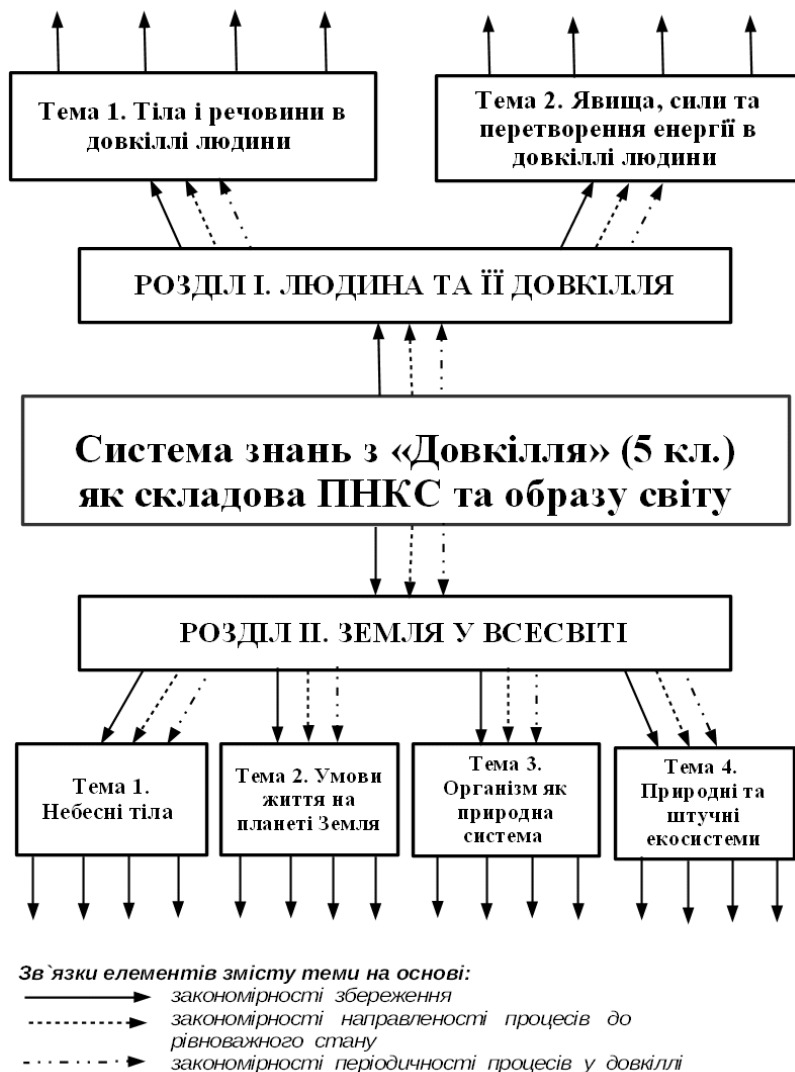 Тема 1. Тіла і речовини в
довкіллі людини
Тема 2. Явища, сили та
перетворення енергії в
довкіллі людини
РОЗДІЛ І. ЛЮДИНА ТА ЇЇ ДОВКІЛЛЯ
Система знань з «Довкілля» (5 кл.)
як складова ПНКС та образу світу
РОЗДІЛ ІІ. ЗЕМЛЯ У ВСЕСВІТІ
Тема 1.
Небесні тіла
Тема 2. Умови
життя на
планеті Земля
Тема 3.
Організм як
природна
система
Тема 4.
Природні та
штучні
екосистеми
Зв`язки елементів змісту теми на основі:
закономірності збереження
закономірності направленості процесів до
рівноважного стану
закономірності періодичності процесів у довкіллі